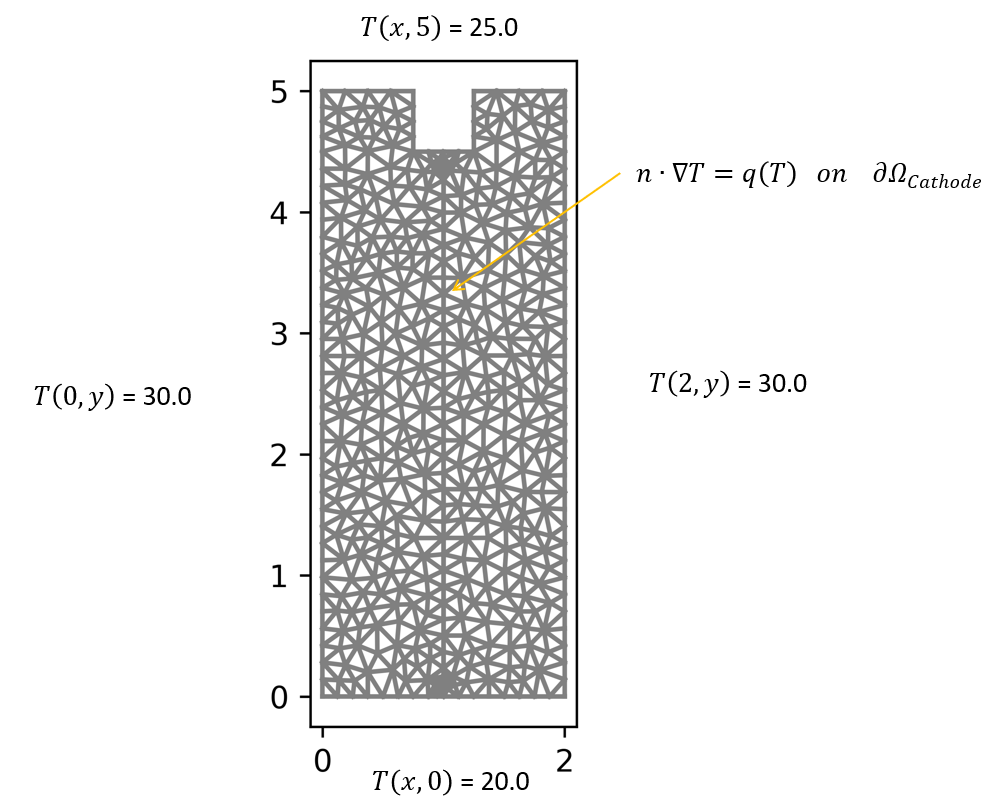 T(x, 5) = 25.0
5
n · ∇T = q(T) on ∂Ω_Cathode
4
3
T(0, y) = 30.0
T(2, y) = 30.0
2
1
0
0 2
T(x, 0) = 20.0